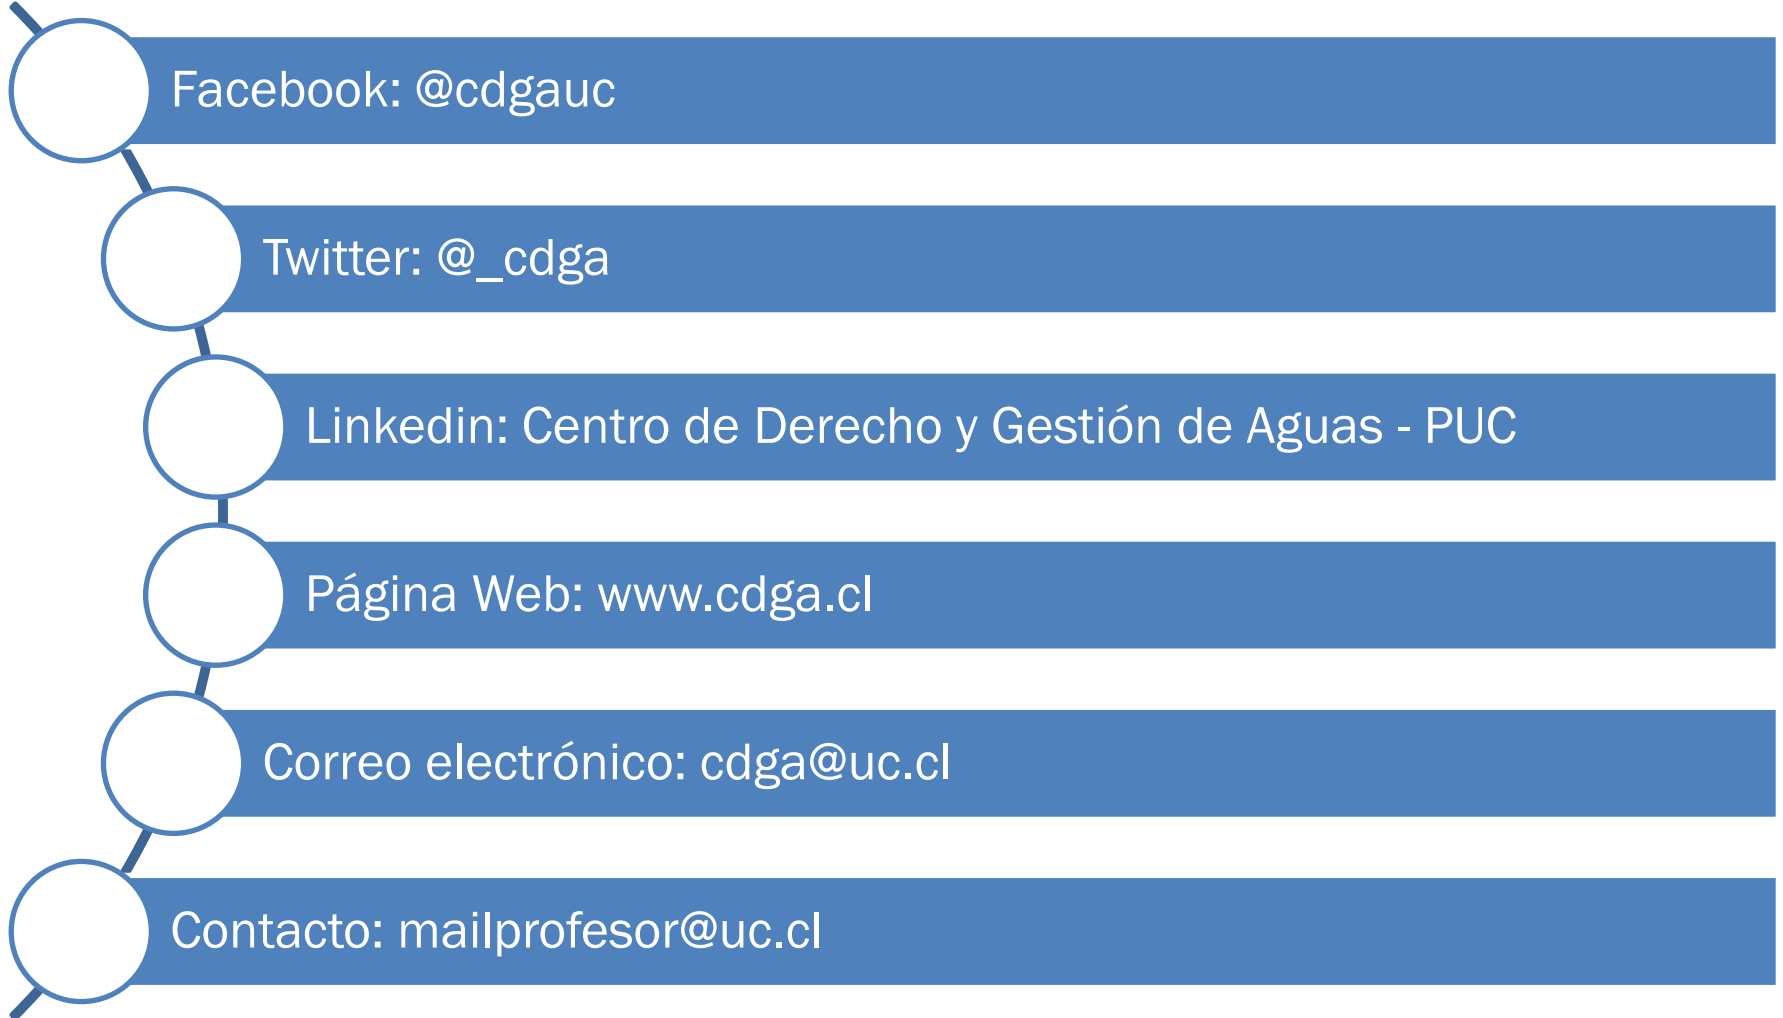 Facebook: @cdgauc
Twitter: @_cdga
Linkedin: Centro de Derecho y Gestión de Aguas - PUC
Página Web: www.cdga.cl
Correo electrónico: cdga@uc.cl
Contacto: mailprofesor@uc.cl